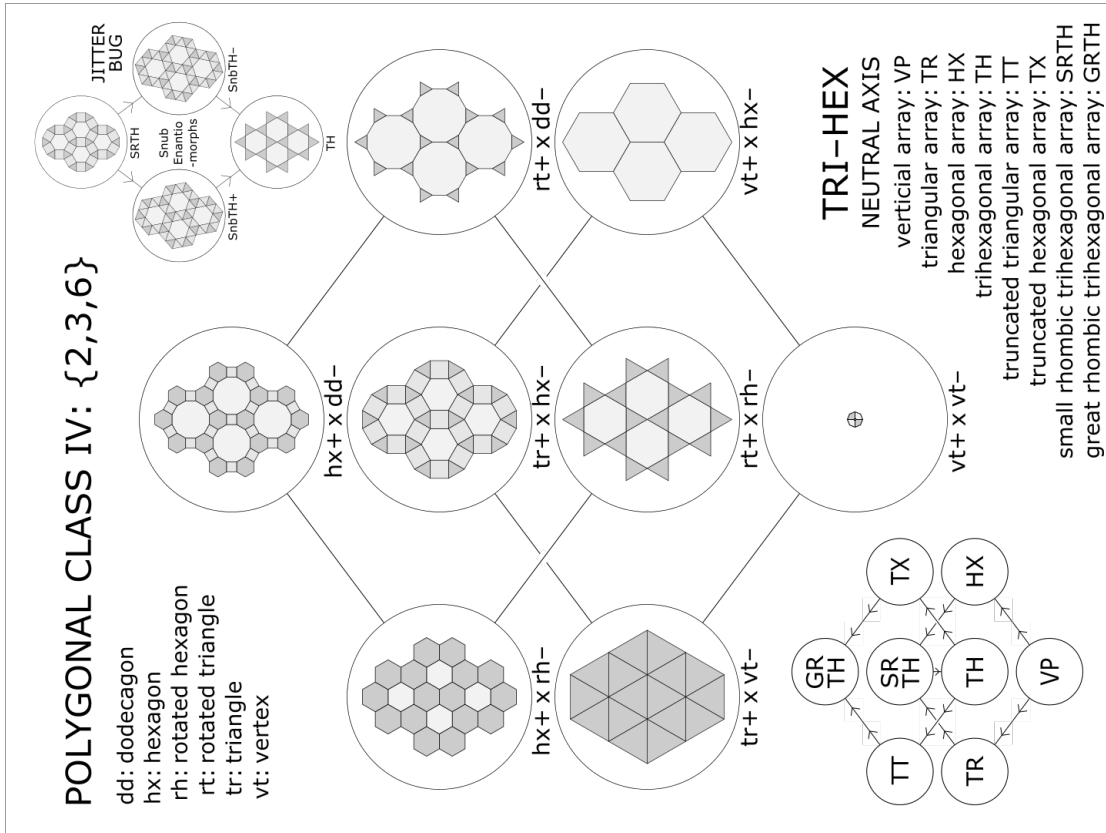 POLYGONAL CLASS IV: {2,3,6}
dd: dodecagon
hx: hexagon
rh: rotated hexagon
rt: rotated triangle
tr: triangle
vt: vertex
JITTER
BUG
SRTH
SnbTH+
Snub
Enantio
-morphs
SnbTH-
TH
hx+ x dd-
hx+ x rh-
tr+ x hx-
rt+ x dd-
tr+ x vt-
rt+ x rh-
vt+ x hx-
vt+ x vt-
GR
TH
TT
SR
TH
TX
TR
TH
HX
VP
TRI-HEX
NEUTRAL AXIS
verticial array: VP
triangular array: TR
hexagonal array: HX
trihexagonal array: TH
truncated triangular array: TT
truncated hexagonal array: TX
small rhombic trihexagonal array: SRTH
great rhombic trihexagonal array: GRTH